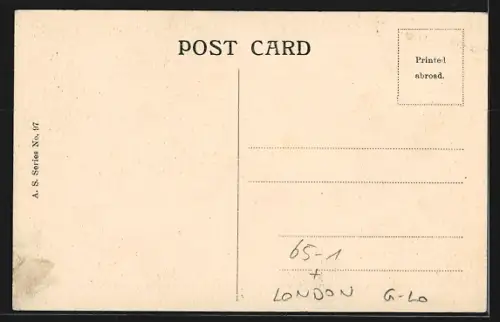 POST CARD
Printed
abroad.
A. S. Series No. 97
65-1
+
LONDON G-Lo